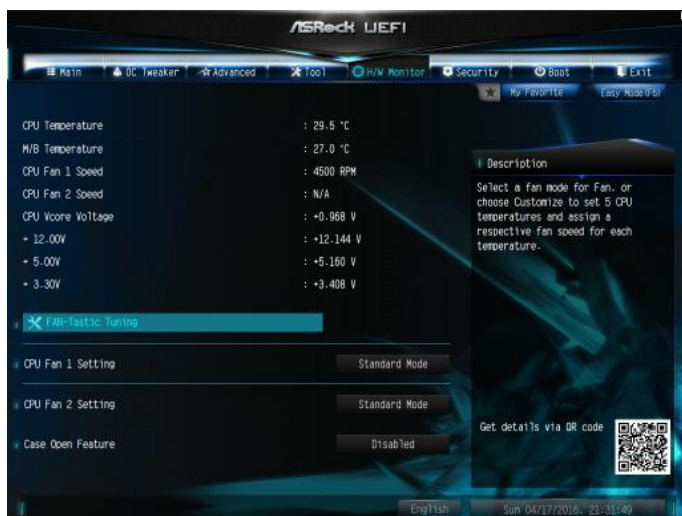 ASRock UEFI
Main OC Tweaker Advanced Tool H/W Monitor Security Boot Exit
My Favorite Easy Mode(F6)
CPU Temperature : 29.5 °C
M/B Temperature : 27.0 °C
CPU Fan 1 Speed : 4500 RPM
CPU Fan 2 Speed : N/A
CPU Vcore Voltage : +0.968 V
+ 12.00V : +12.144 V
+ 5.00V : +5.160 V
+ 3.30V : +3.408 V
FAN-Tastic Tuning
CPU Fan 1 Setting Standard Mode
CPU Fan 2 Setting Standard Mode
Case Open Feature Disabled
Description
Select a fan mode for Fan. or
choose Customize to set 5 CPU
temperatures and assign a
respective fan speed for each
temperature.
Get details via QR code
English Sun 04/17/2016. 21:31:49